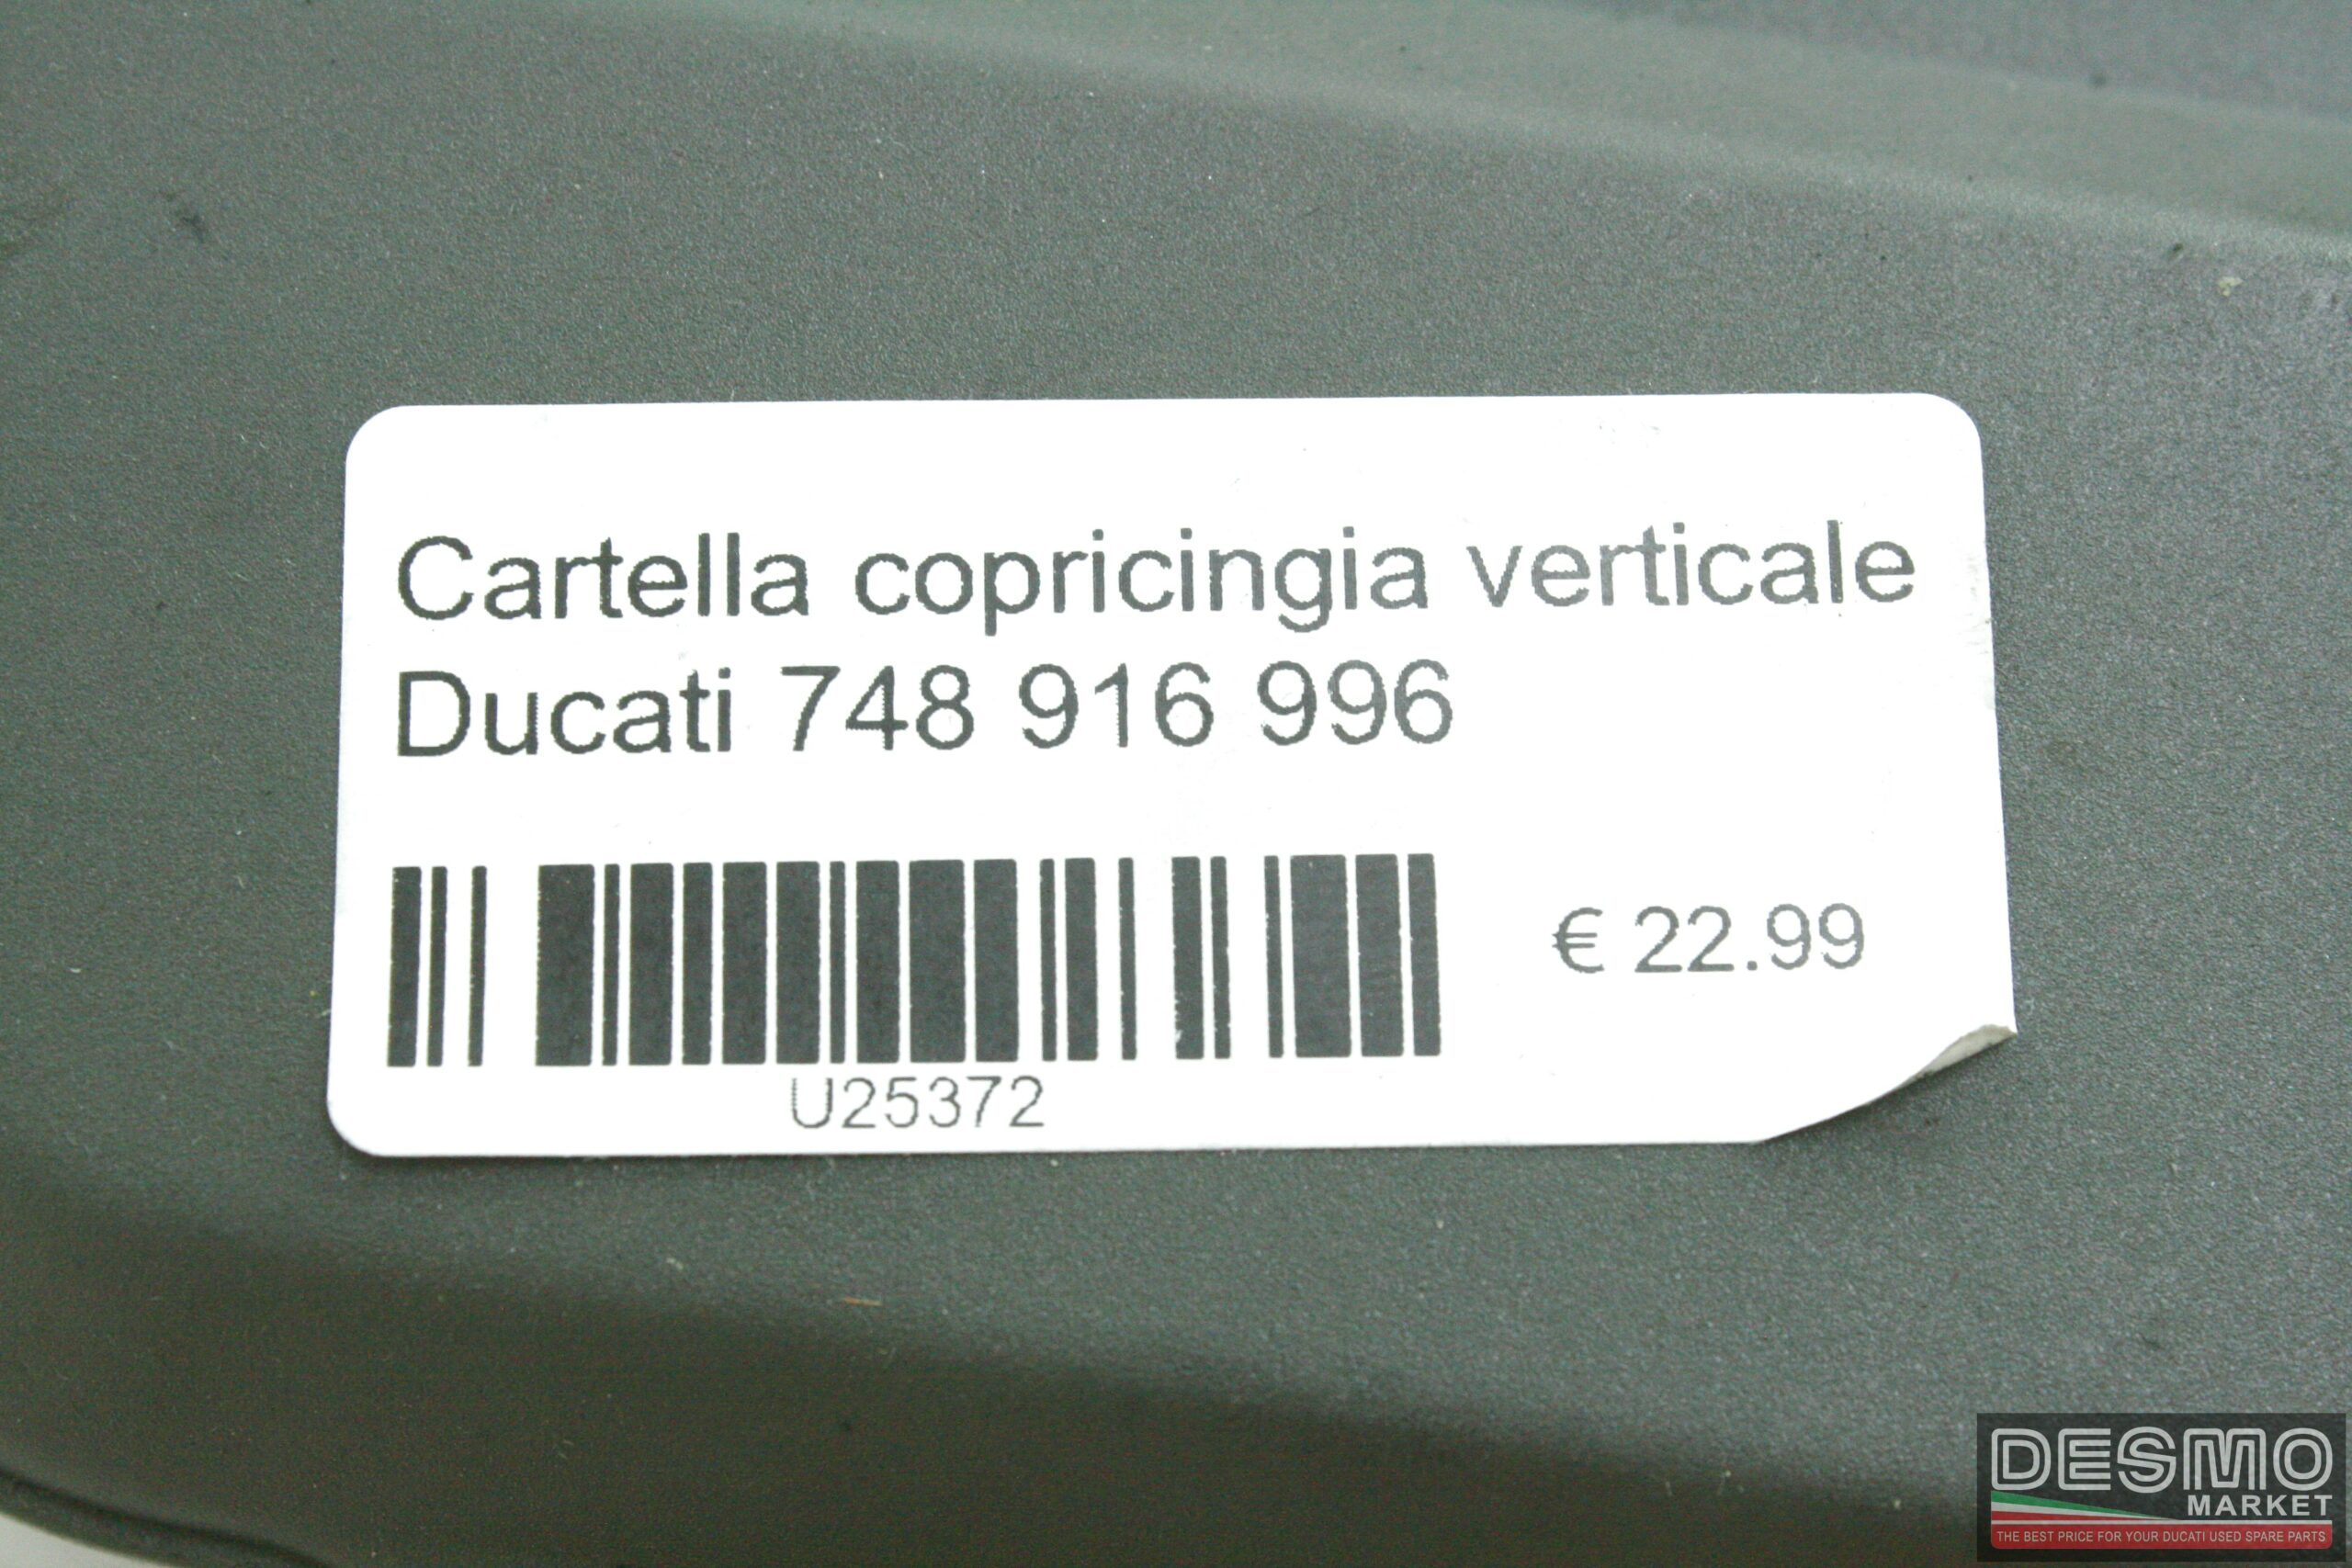 Cartella copricingia verticale
Ducati 748 916 996
€ 22.99
U25372
DESMO
MARKET
THE BEST PRICE FOR YOUR DUCATI USED SPARE PARTS